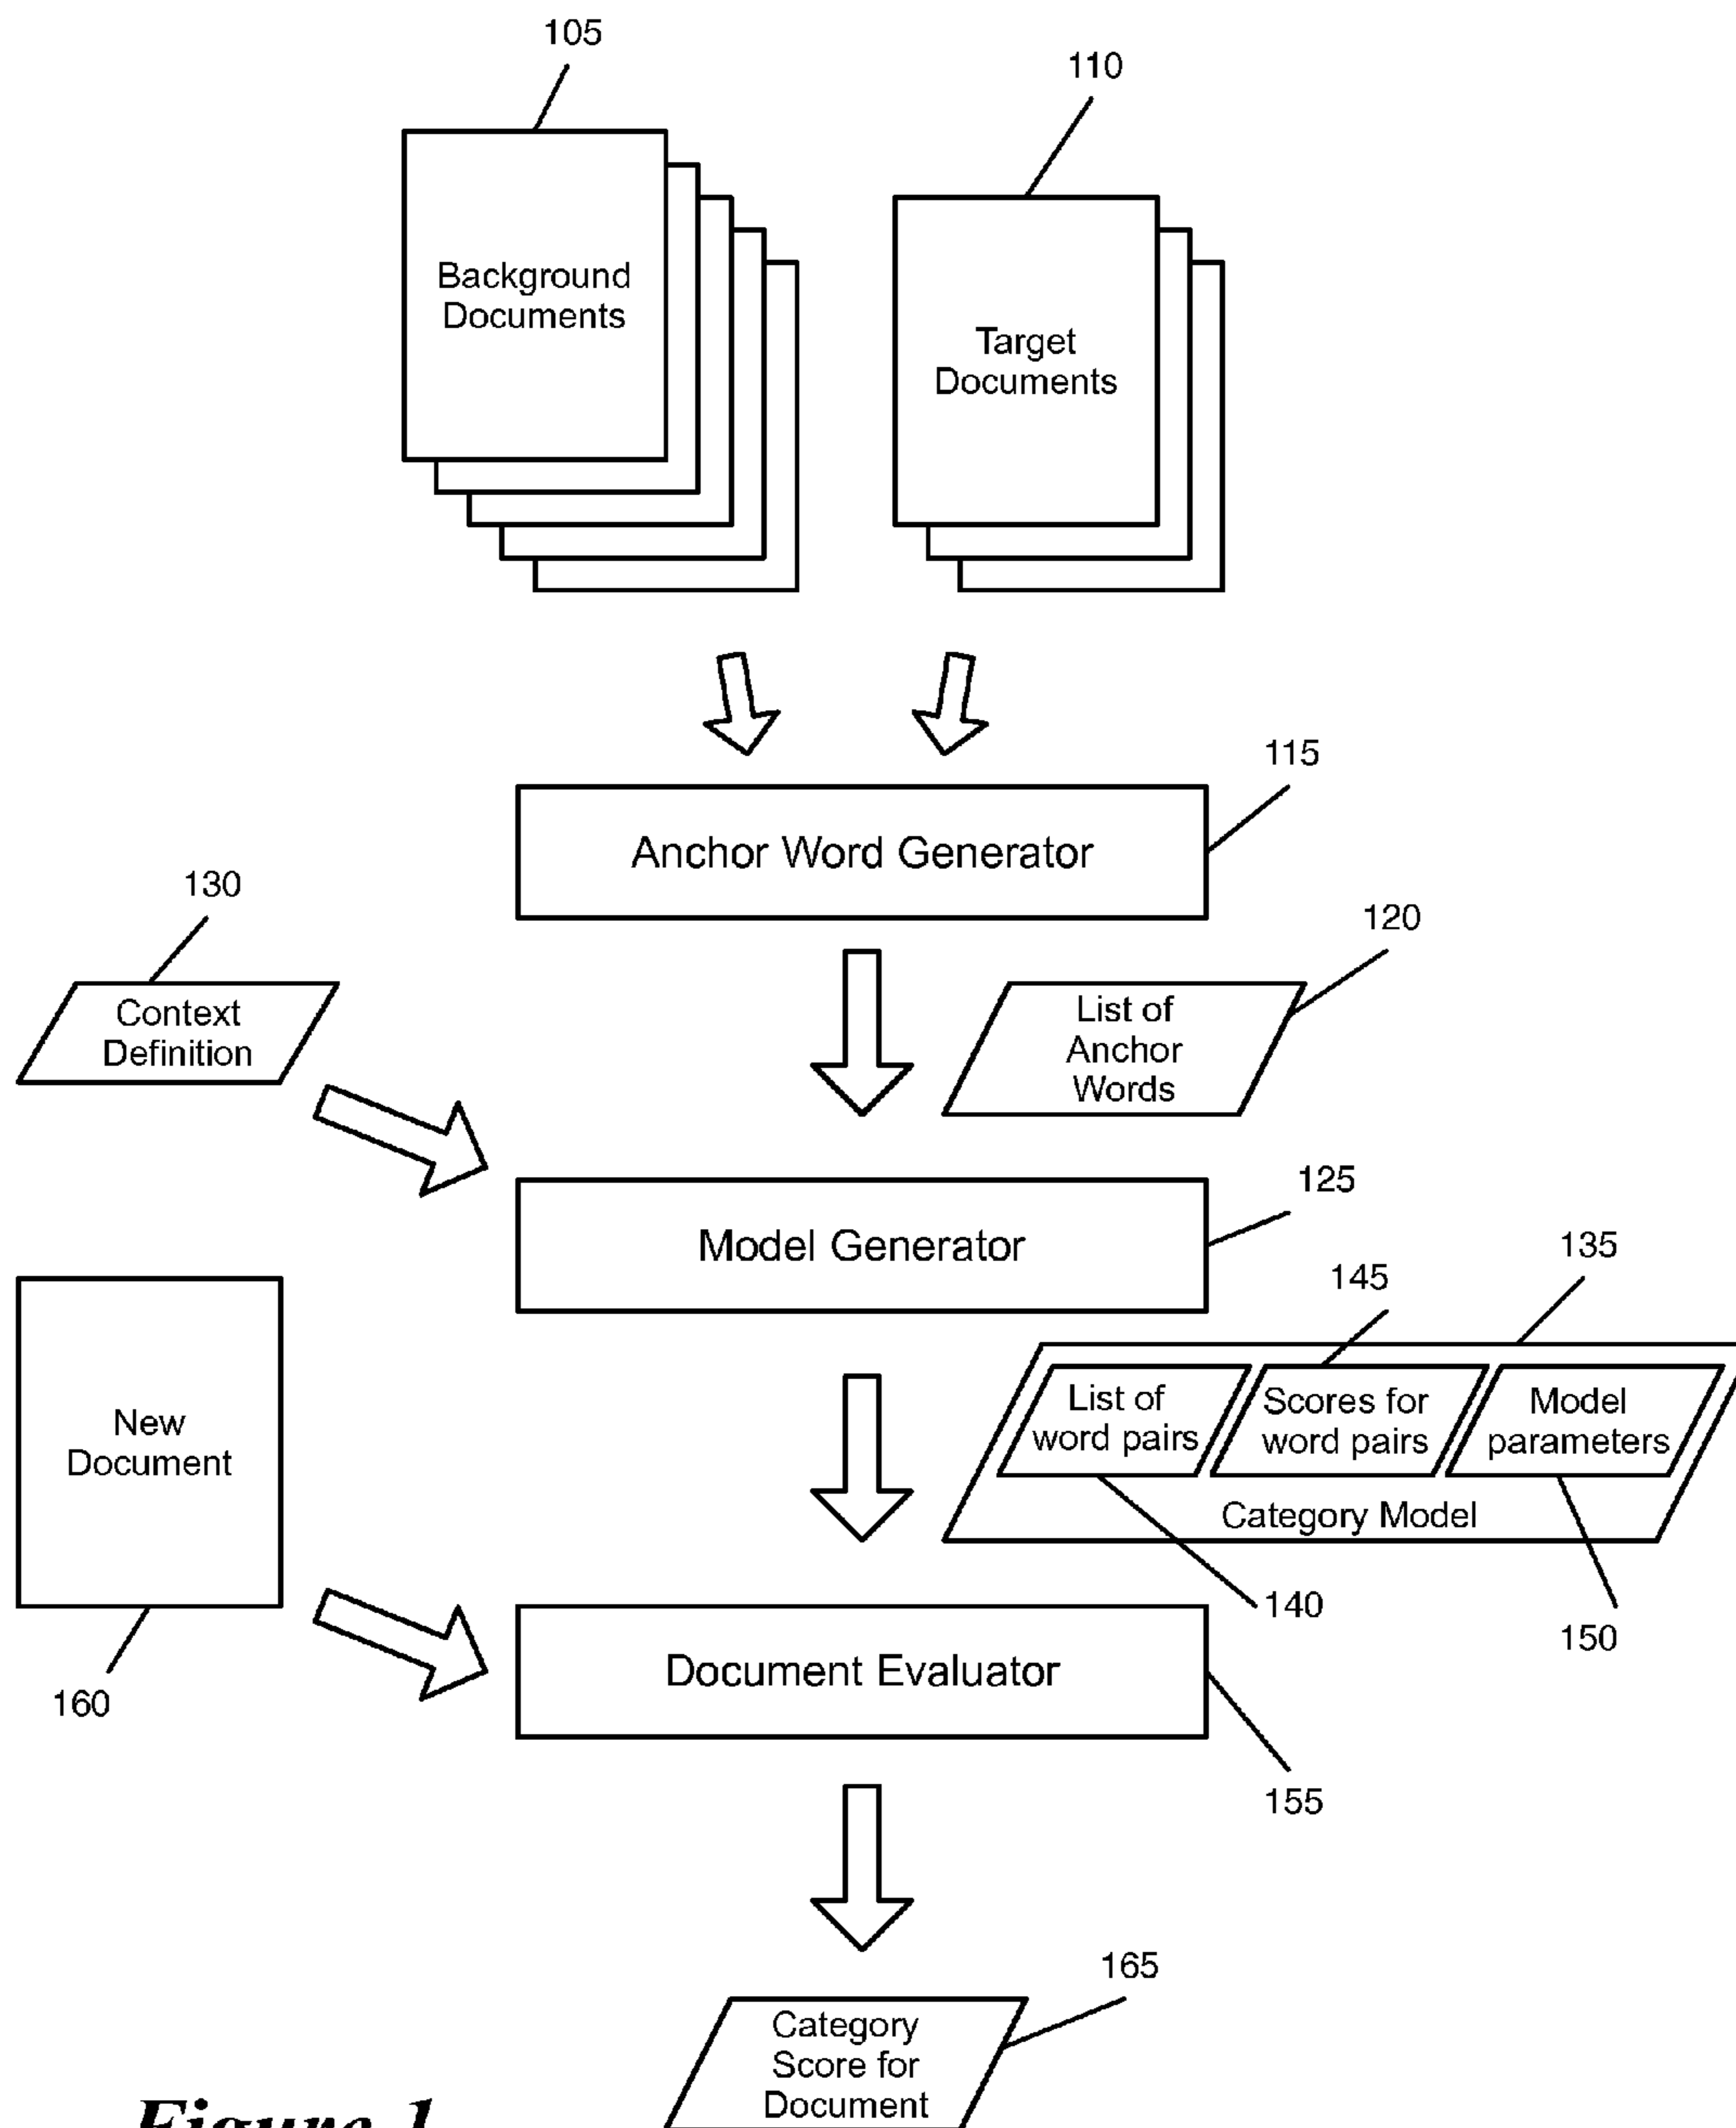 105
110
Background
Documents
Target
Documents
115
Anchor Word Generator
130
120
Context
Definition
List of
Anchor
Words
125
Model Generator
135
145
List of
word pairs
Scores for
word pairs
Model
parameters
Category Model
New
Document
140
150
Document Evaluator
160
155
165
Category
Score for
Document
Figure 1